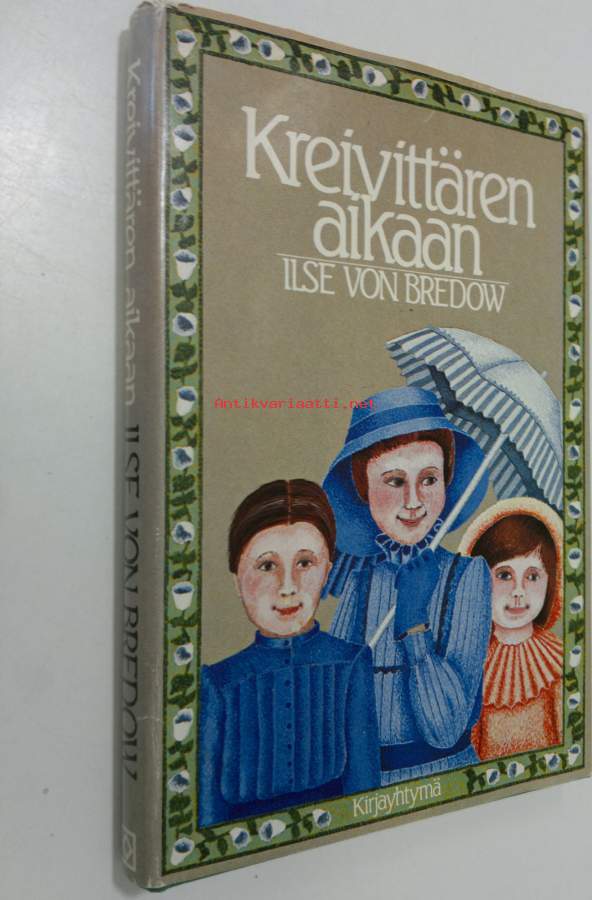 Kreivittären
aikaan
ILSE VON BREDOW
Antikvariaatti.net
Kirjayhtymä
Kreivittären aikaan ILSE VON BREDOW